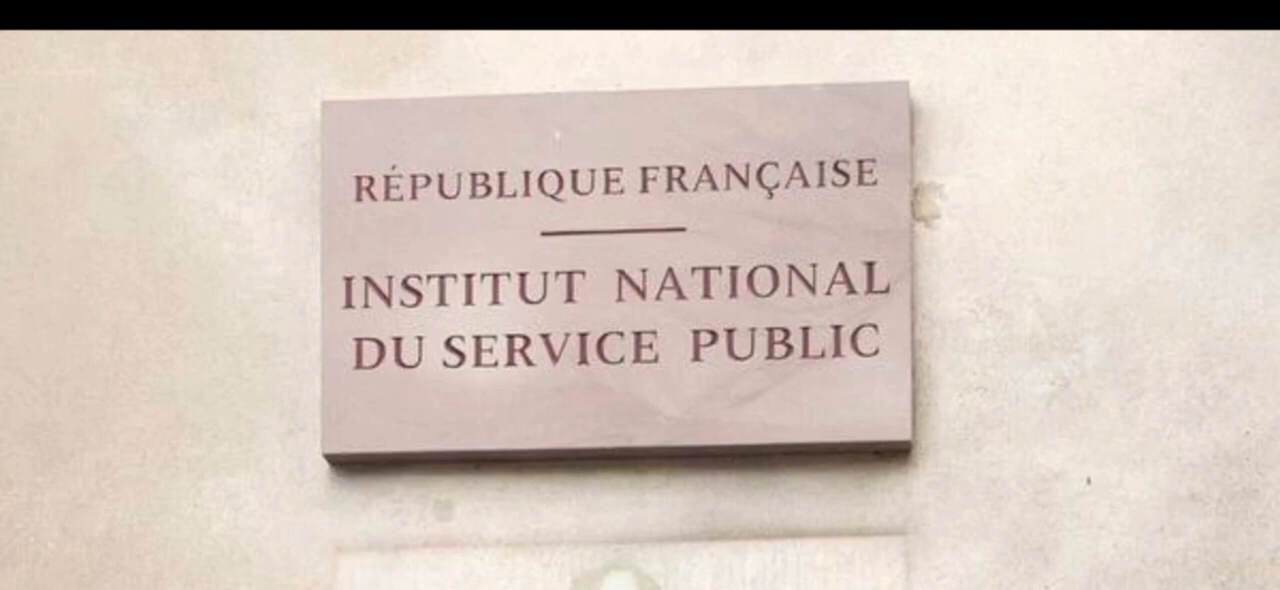 RÉPUBLIQUE FRANÇAISE
INSTITUT NATIONAL
DU SERVICE PUBLIC